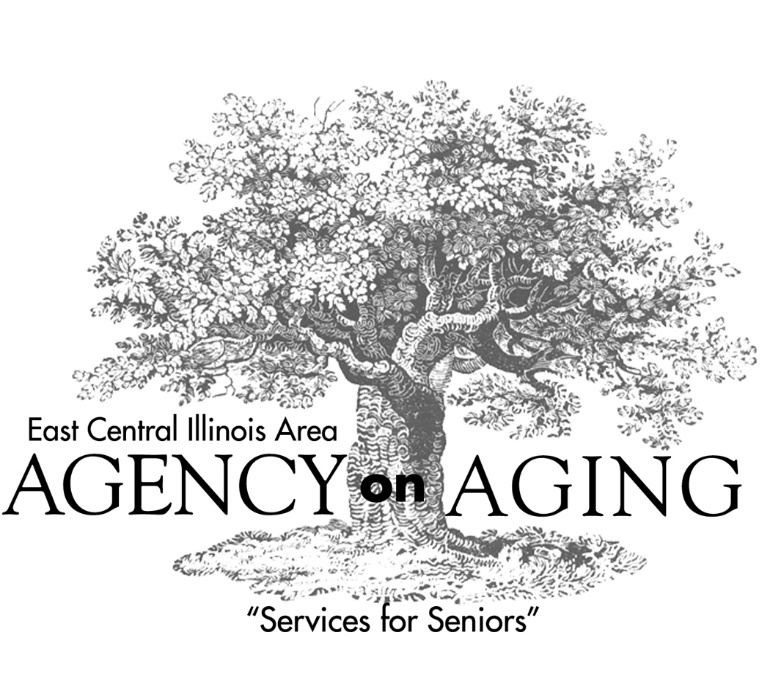 East Central Illinois Area
AGENCY on AGING
“Services for Seniors”